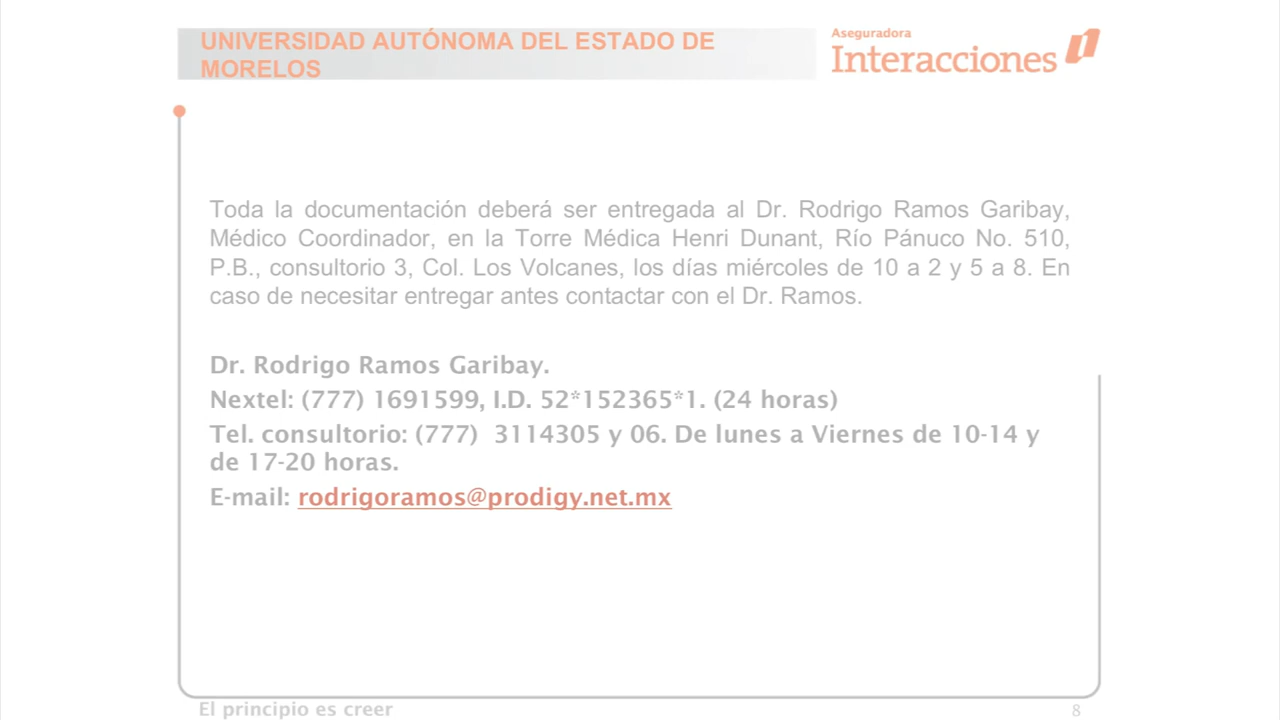 UNIVERSIDAD AUTÓNOMA DEL ESTADO DE
MORELOS
Aseguradora
Interacciones
Toda la documentación deberá ser entregada al Dr. Rodrigo Ramos Garibay,
Médico Coordinador, en la Torre Médica Henri Dunant, Río Pánuco No. 510,
P.B., consultorio 3, Col. Los Volcanes, los días miércoles de 10 a 2 y 5 a 8. En
caso de necesitar entregar antes contactar con el Dr. Ramos.
Dr. Rodrigo Ramos Garibay.
Nextel: (777) 1691599, I.D. 52*152365*1. (24 horas)
Tel. consultorio: (777)  3114305 y 06. De lunes a Viernes de 10-14 y
de 17-20 horas.
E-mail: rodrigoramos@prodigy.net.mx
El principio es creer
8